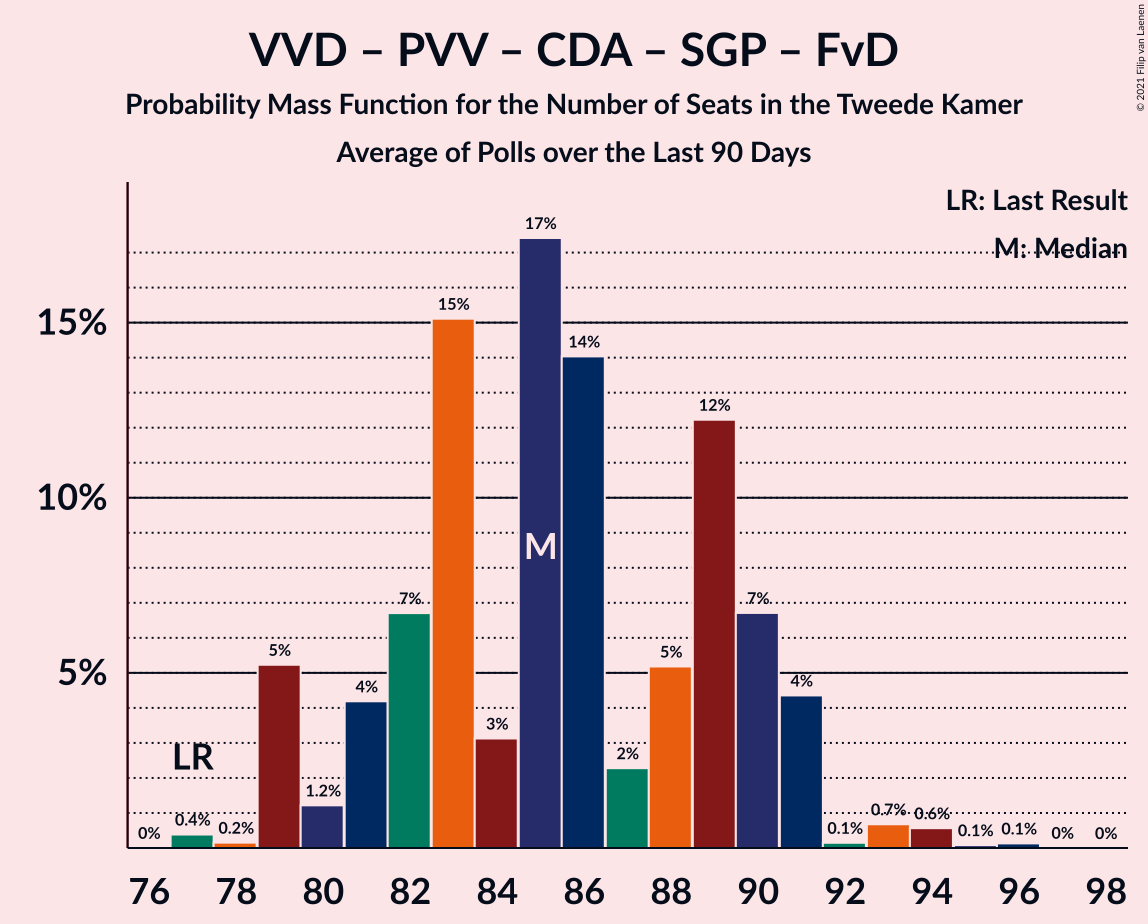 VVD – PVV – CDA – SGP – FvD
Probability Mass Function for the Number of Seats in the Tweede Kamer
Average of Polls over the Last 90 Days
© 2021 Filip van Laenen
LR: Last Result
M: Median
15%
10%
5%
0%
0.4%
0.2%
5%
1.2%
4%
7%
15%
3%
17%
14%
2%
5%
12%
7%
4%
0.1%
0.7%
0.6%
0.1%
0.1%
0%
0%
LR
M
76 78 80 82 84 86 88 90 92 94 96 98